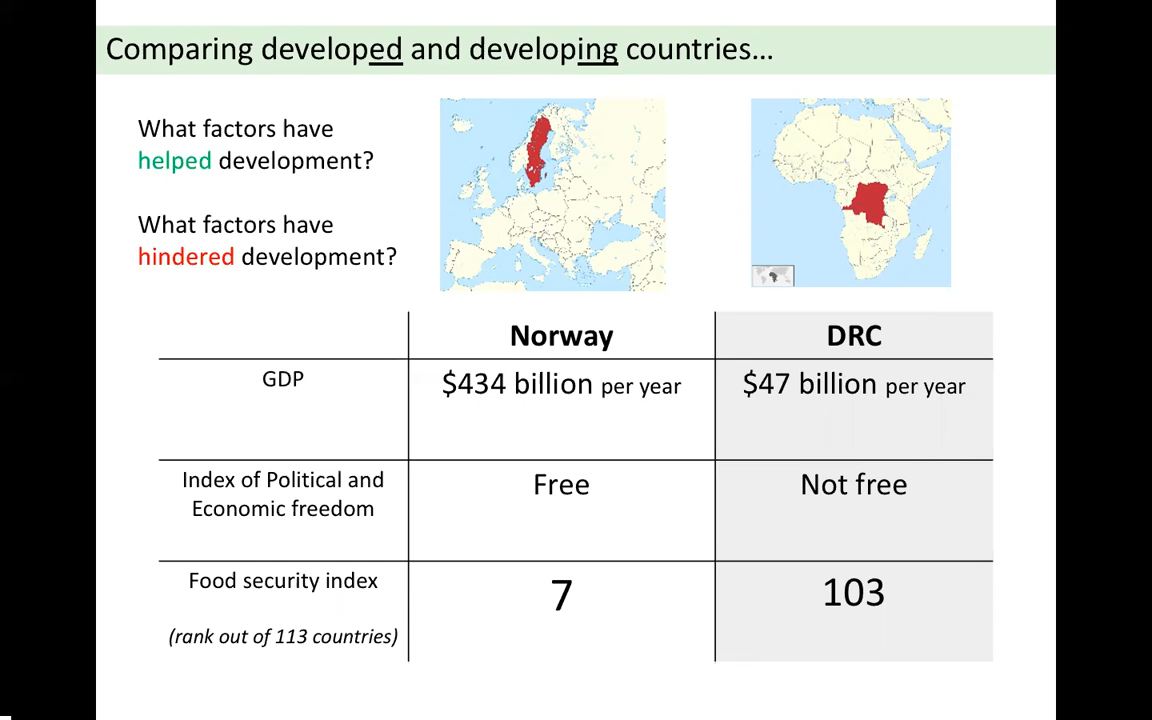 Comparing developed and developing countries…
What factors have
helped development?
What factors have
hindered development?
Norway
DRC
GDP
$434 billion per year
$47 billion per year
Index of Political and
Economic freedom
Free
Not free
Food security index
(rank out of 113 countries)
7
103